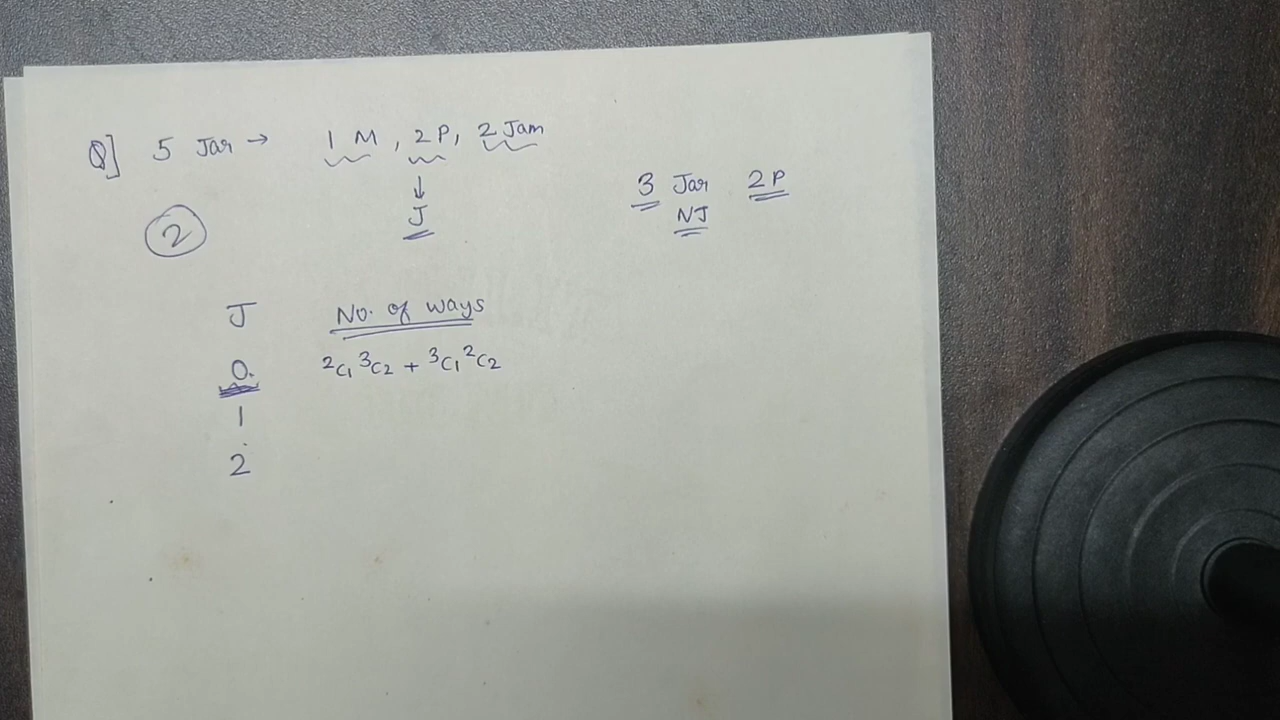 Q] 5 Jar → 1 M , 2 P, 2 Jam
↓
3 Jar 2 P
J
NJ
2
J No. of ways
0. ²C₁ ³C₂ + ³C₁ ²C₂
1
2